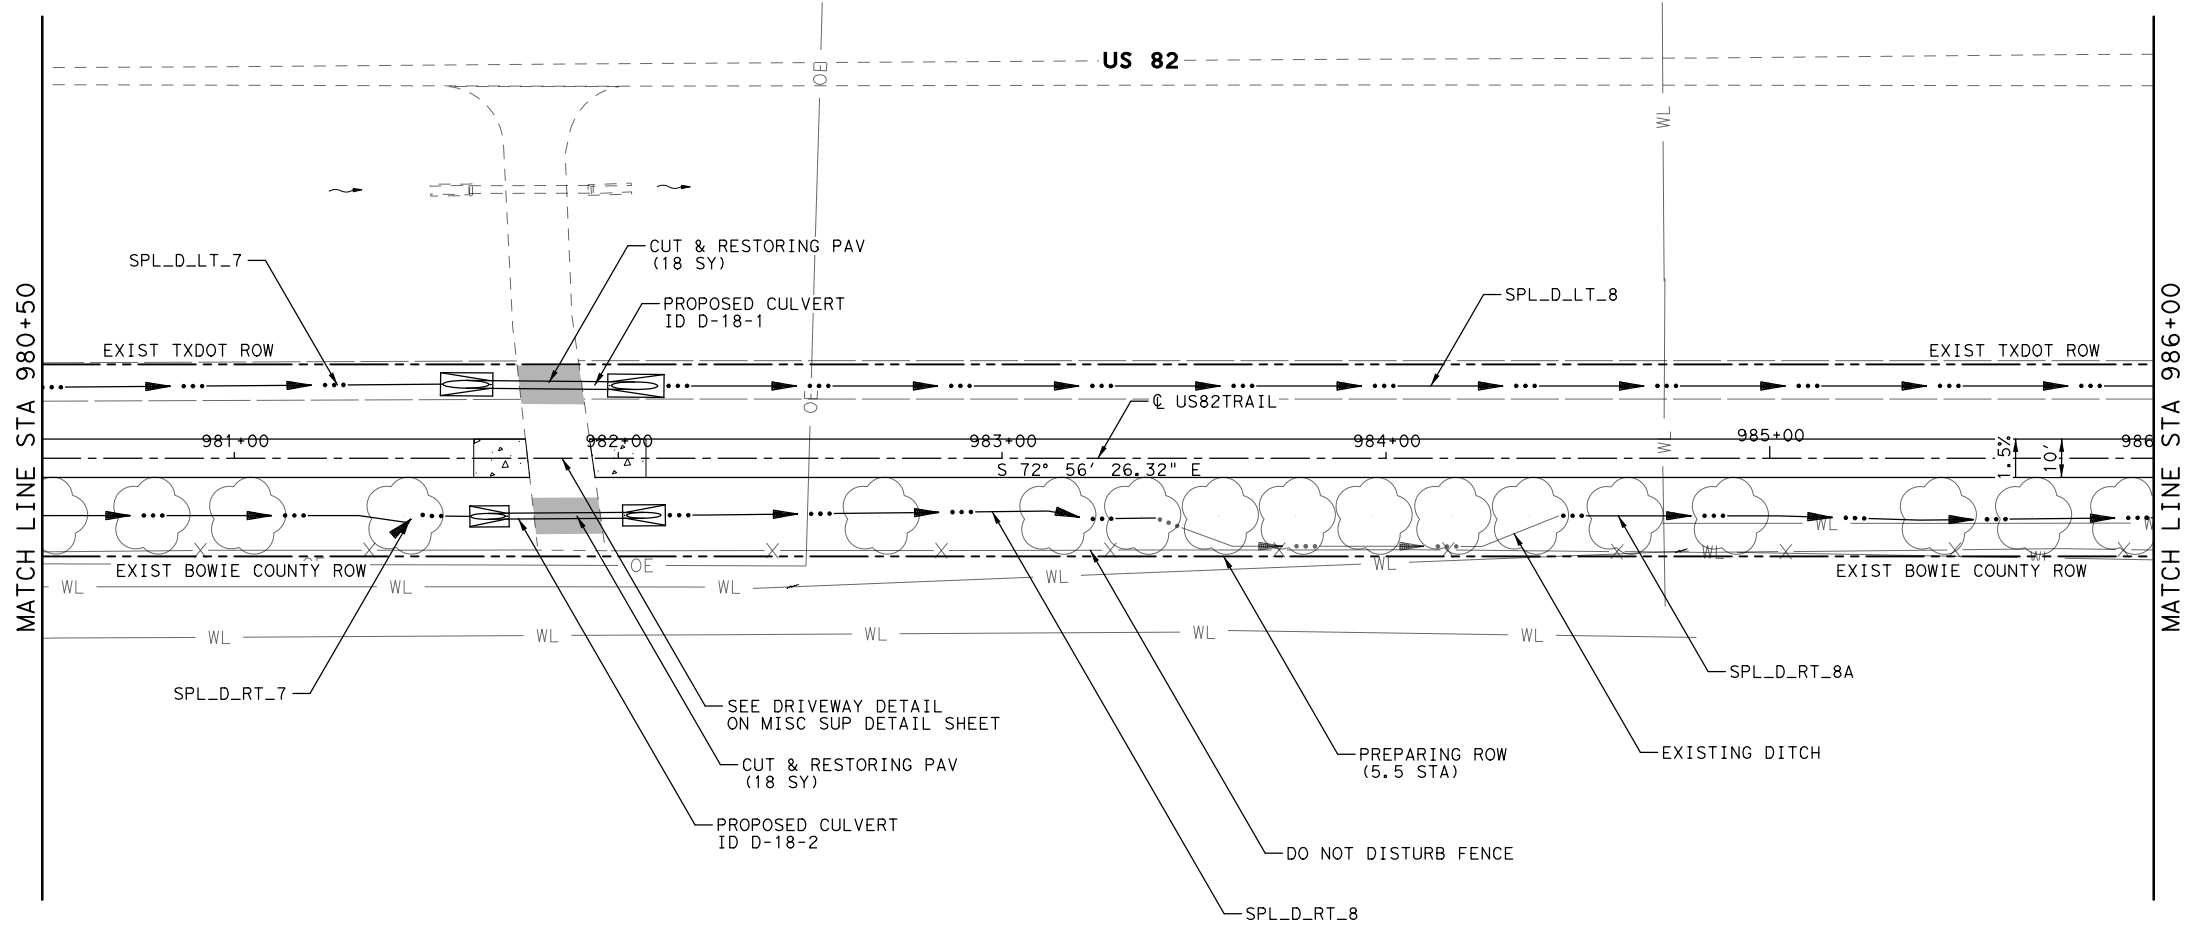 US 82
OE
WL
CUT & RESTORING PAV
(18 SY)
SPL_D_LT_7
PROPOSED CULVERT
ID D-18-1
SPL_D_LT_8
MATCH LINE STA 980+50
MATCH LINE STA 986+00
EXIST TXDOT ROW
EXIST TXDOT ROW
OE
℄ US82TRAIL
981+00
982+00
983+00
984+00
985+00
986
WL
1.5%
10'
S 72° 56' 26.32" E
WL
WL
WL
EXIST BOWIE COUNTY ROW
OE
WL
WL
WL
WL
WL
EXIST BOWIE COUNTY ROW
WL
WL
WL
WL
WL
SPL_D_RT_7
SPL_D_RT_8A
SEE DRIVEWAY DETAIL
ON MISC SUP DETAIL SHEET
CUT & RESTORING PAV
(18 SY)
PREPARING ROW
(5.5 STA)
EXISTING DITCH
PROPOSED CULVERT
ID D-18-2
DO NOT DISTURB FENCE
SPL_D_RT_8